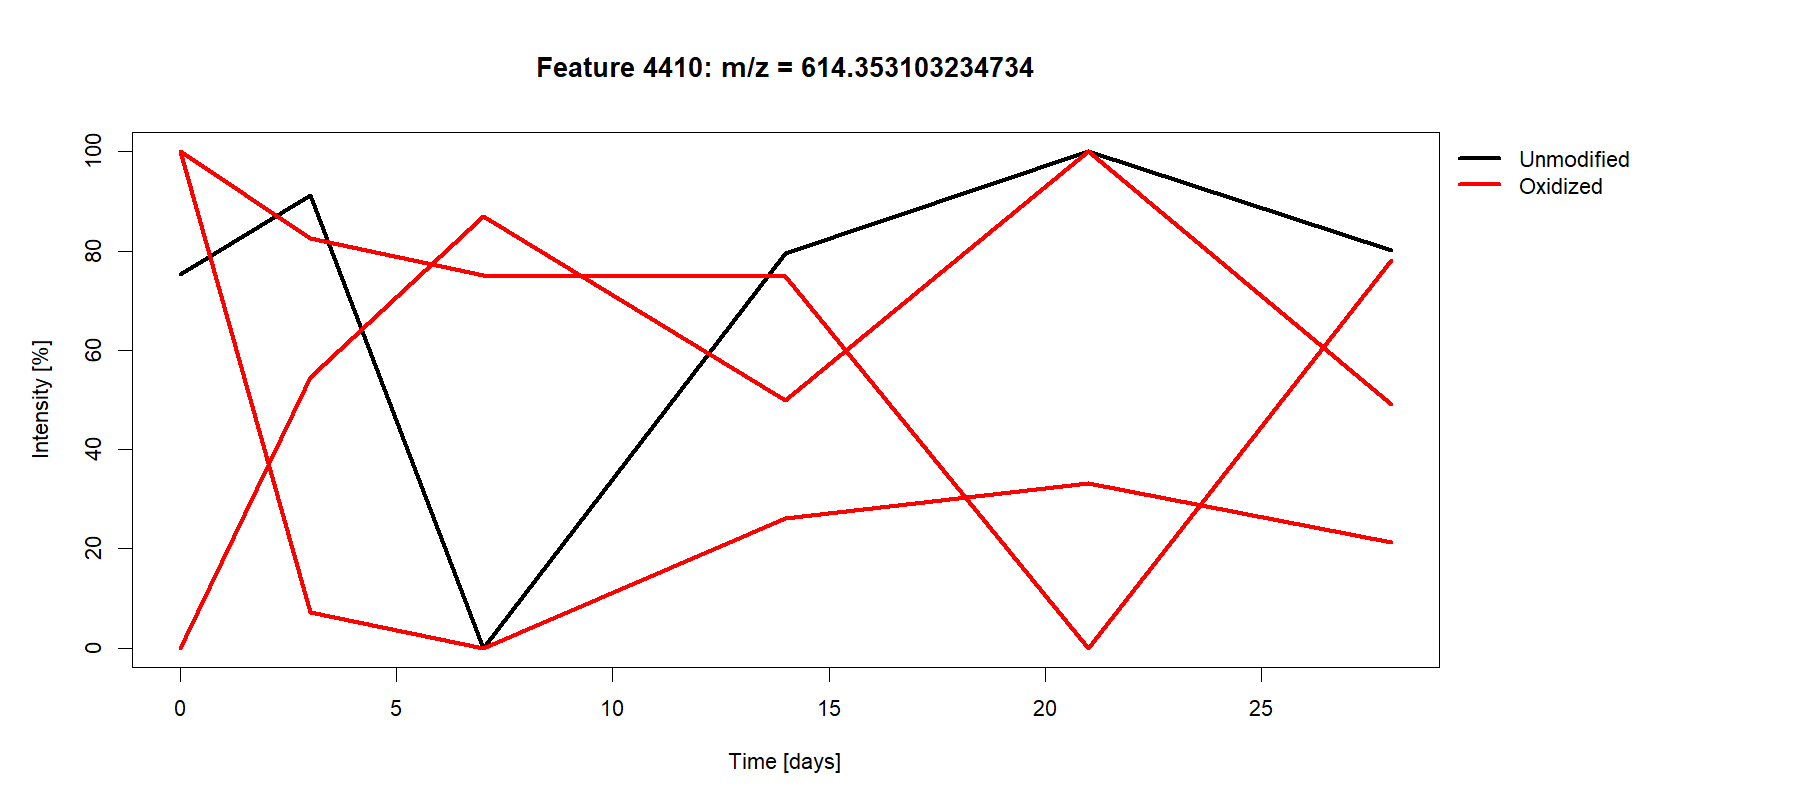 Feature 4410: m/z = 614.353103234734
Unmodified
Oxidized
Intensity [%]
100
80
60
40
20
0
0 5 10 15 20 25
Time [days]